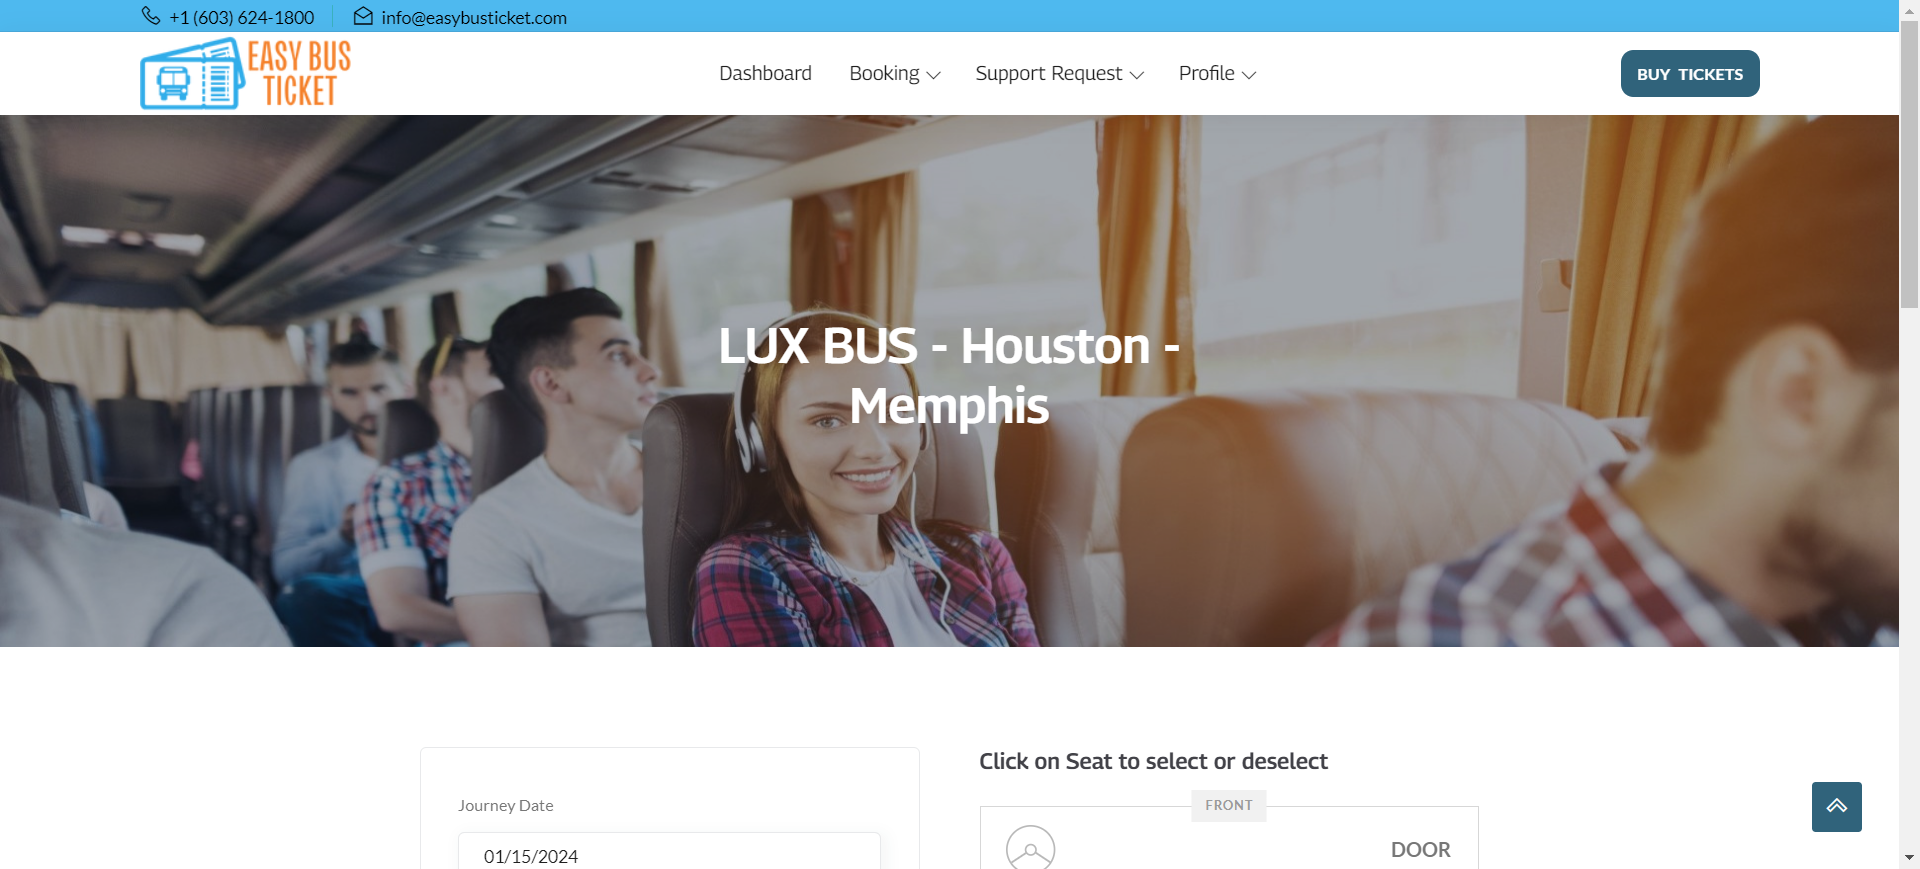 +1 (603) 624-1800
info@easybusticket.com
EASY BUS
TICKET
Dashboard
Booking
Support Request
Profile
BUY TICKETS
LUX BUS - Houston -
Memphis
Journey Date
01/15/2024
Click on Seat to select or deselect
FRONT
DOOR